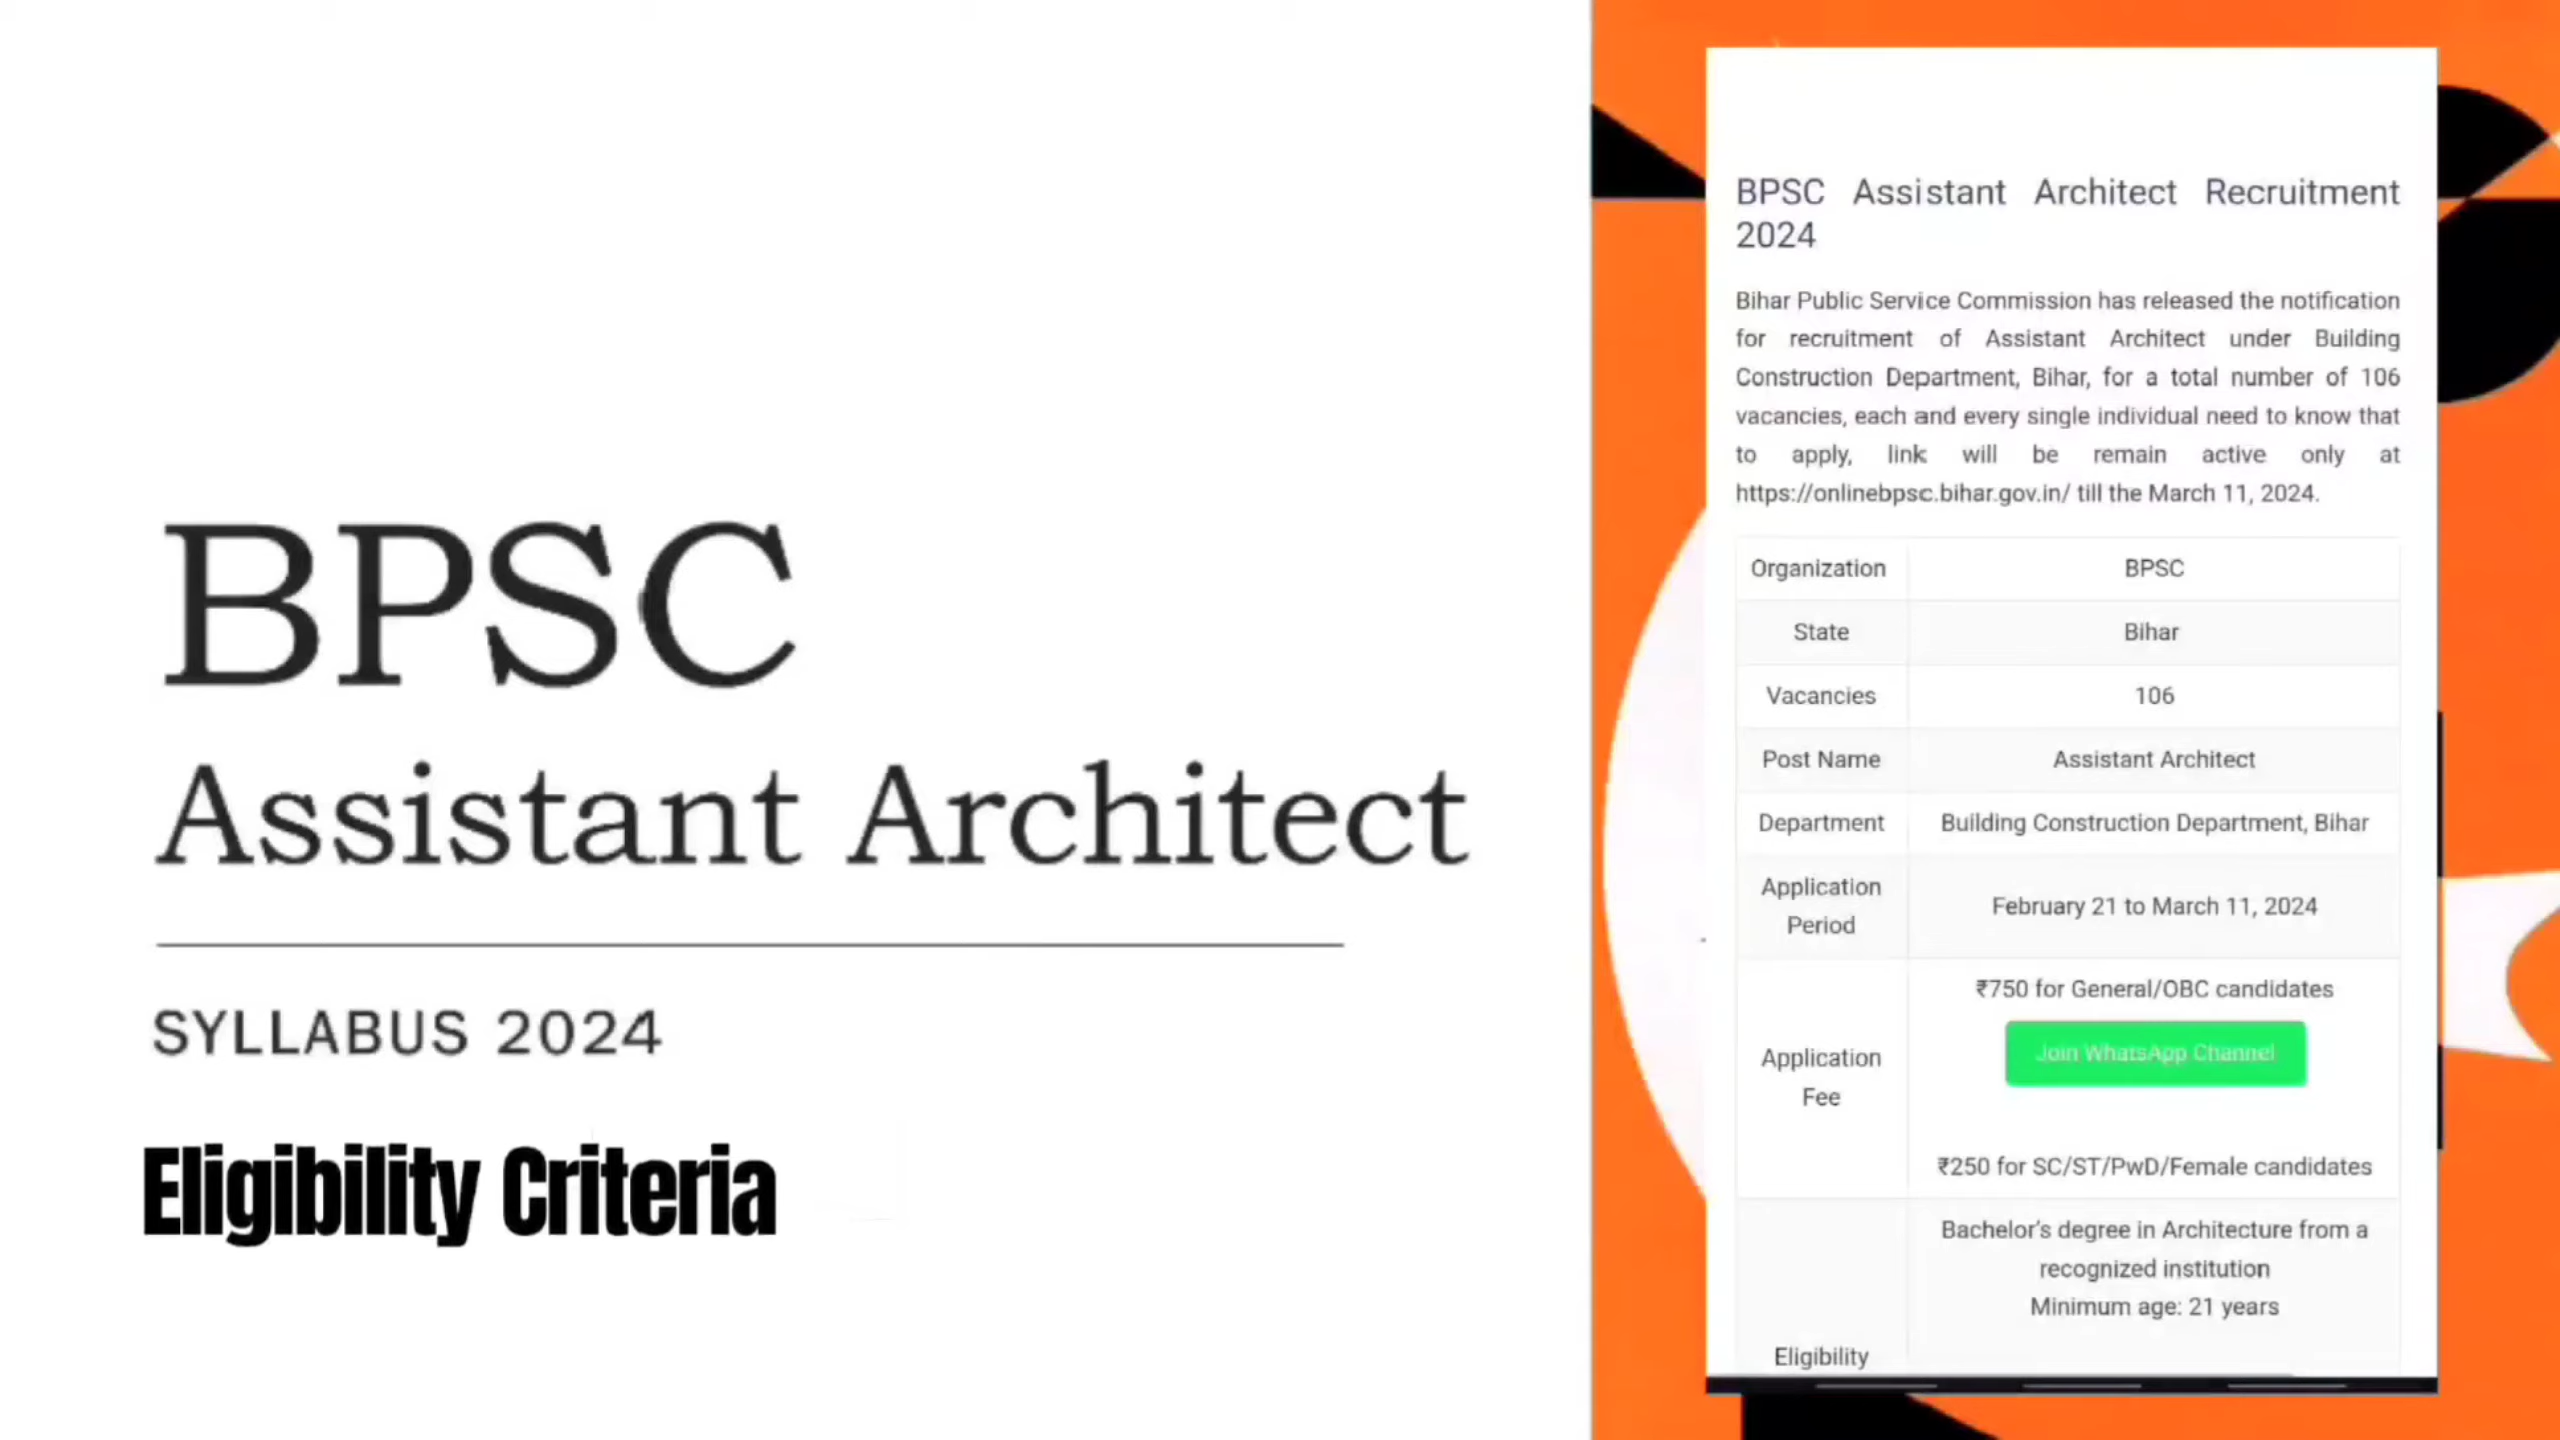 BPSC
Assistant Architect
SYLLABUS 2024
Eligibility Criteria
BPSC Assistant Architect Recruitment
2024
Bihar Public Service Commission has released the notification
for recruitment of Assistant Architect under Building
Construction Department, Bihar, for a total number of 106
vacancies, each and every single individual need to know that
to apply, link will be remain active only at
https://onlinebpsc.bihar.gov.in/ till the March 11, 2024.
Organization BPSC
State Bihar
Vacancies 106
Post Name Assistant Architect
Department Building Construction Department, Bihar
Application Period February 21 to March 11, 2024
Application Fee
₹750 for General/OBC candidates
Join WhatsApp Channel
₹250 for SC/ST/PwD/Female candidates
Eligibility
Bachelor's degree in Architecture from a
recognized institution
Minimum age: 21 years